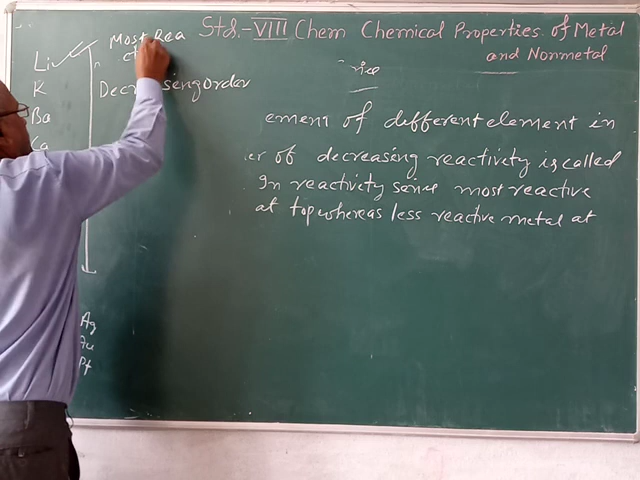 Std.-VIII Chem Chemical Properties of Metal
and Nonmetal
Most Rea
Li
K
Ba
Ca
order
ement of different element in
er of decreasing reactivity is called
In reactivity serie most reactive
at top whereas less reactive metal at
Ag
Au
Pt